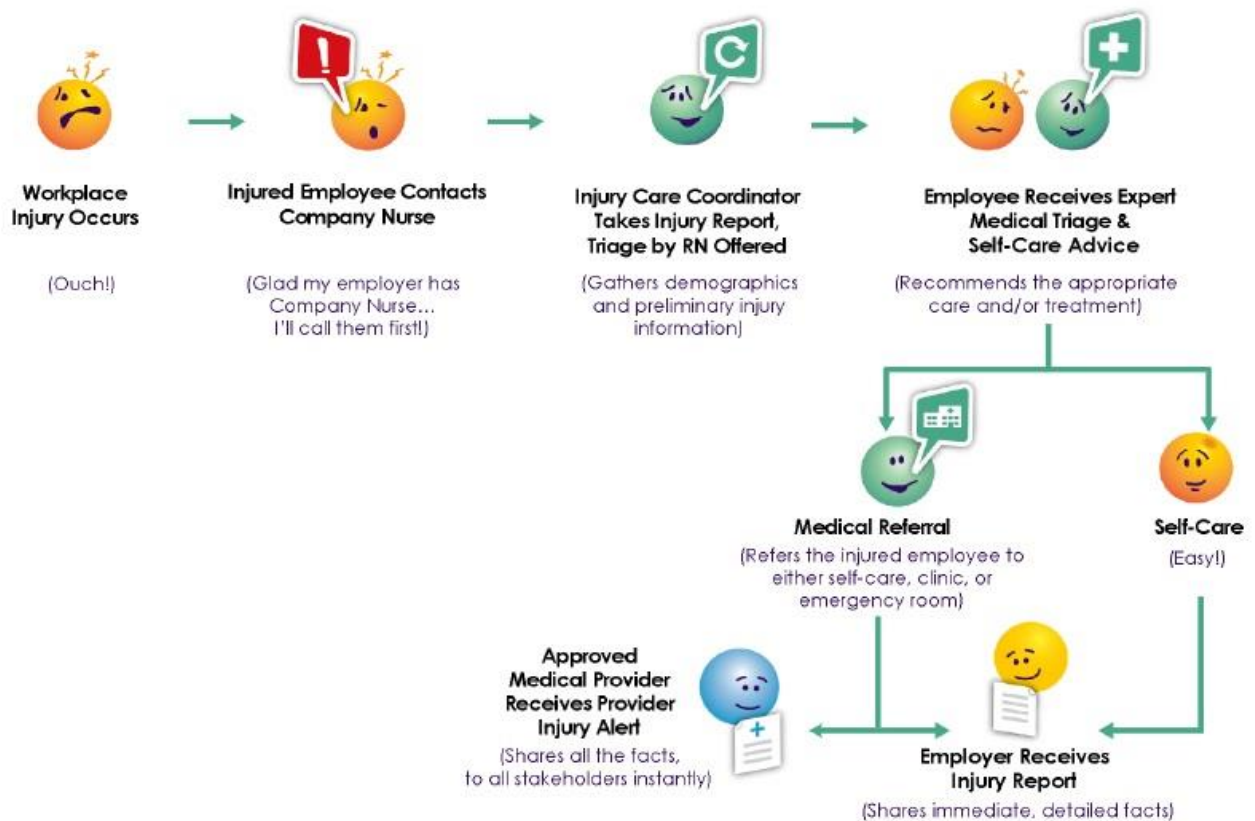 Workplace
Injury Occurs
(Ouch!)
Injured Employee Contacts
Company Nurse
(Glad my employer has
Company Nurse...
I'll call them first!)
Injury Care Coordinator
Takes Injury Report,
Triage by RN Offered
(Gathers demographics
and preliminary injury
information)
Employee Receives Expert
Medical Triage &
Self-Care Advice
(Recommends the appropriate
care and/or treatment)
Medical Referral
(Refers the injured employee to
either self-care, clinic, or
emergency room)
Self-Care
(Easy!)
Approved
Medical Provider
Receives Provider
Injury Alert
(Shares all the facts,
to all stakeholders instantly)
Employer Receives
Injury Report
(Shares immediate, detailed facts)